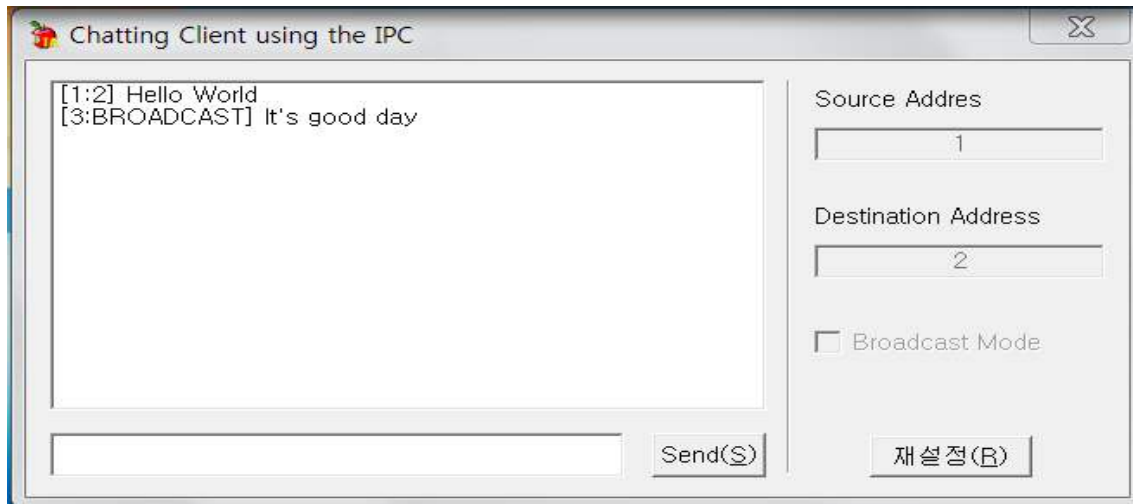 Chatting Client using the IPC
[1:2] Hello World
[3:BROADCAST] It's good day
Source Addres
1
Destination Address
2
Broadcast Mode
Send(S)
재설정(R)